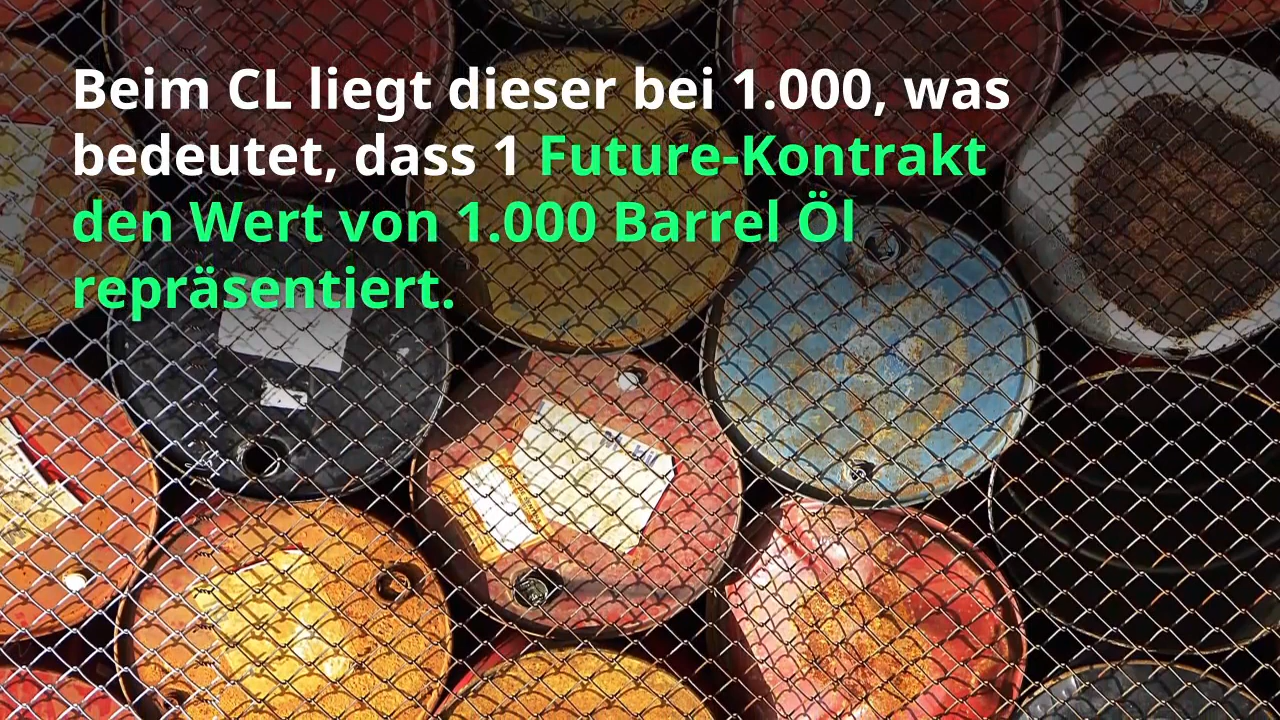 Beim CL liegt dieser bei 1.000, was
bedeutet, dass 1 Future-Kontrakt
den Wert von 1.000 Barrel Öl
repräsentiert.